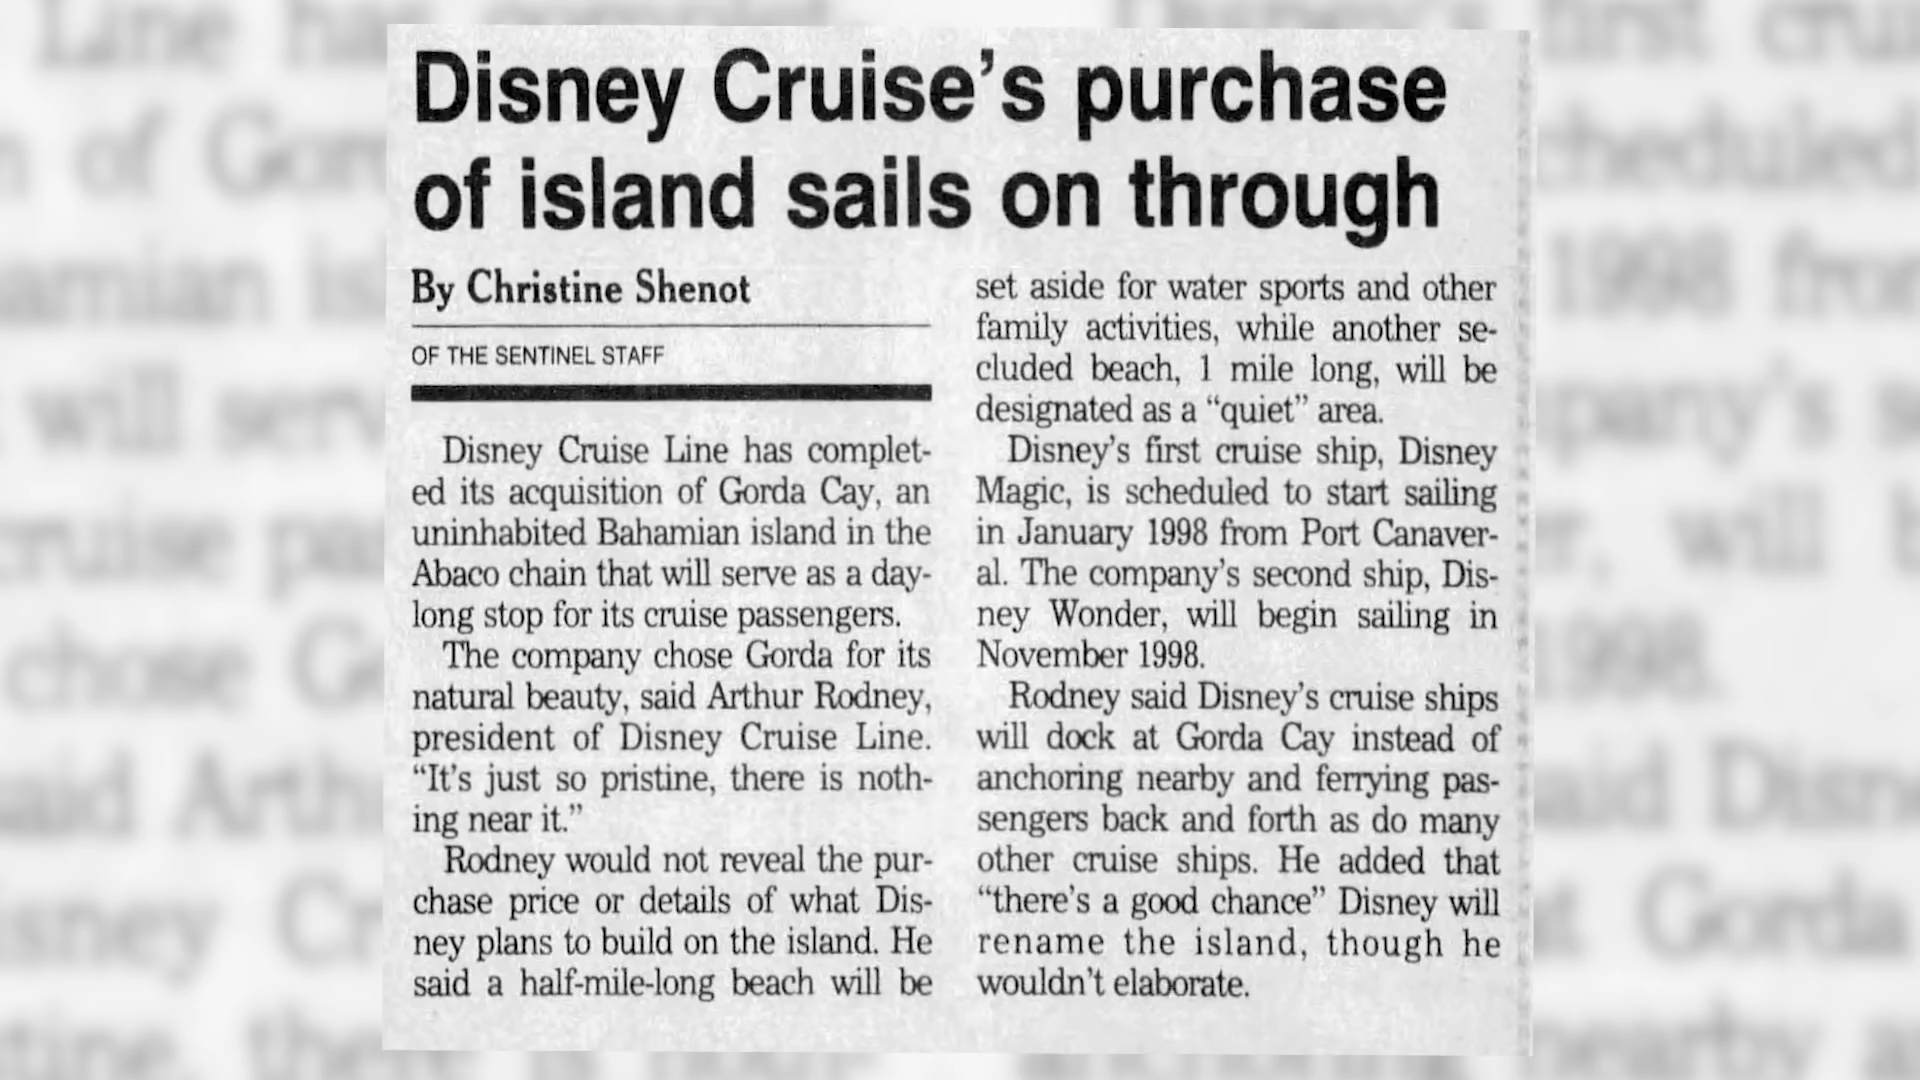 Disney Cruise's purchase
of island sails on through
By Christine Shenot
OF THE SENTINEL STAFF
Disney Cruise Line has complet-
ed its acquisition of Gorda Cay, an
uninhabited Bahamian island in the
Abaco chain that will serve as a day-
long stop for its cruise passengers.
The company chose Gorda for its
natural beauty, said Arthur Rodney,
president of Disney Cruise Line.
“It's just so pristine, there is noth-
ing near it.”
Rodney would not reveal the pur-
chase price or details of what Dis-
ney plans to build on the island. He
said a half-mile-long beach will be
set aside for water sports and other
family activities, while another se-
cluded beach, 1 mile long, will be
designated as a “quiet” area.
Disney's first cruise ship, Disney
Magic, is scheduled to start sailing
in January 1998 from Port Canaver-
al. The company's second ship, Dis-
ney Wonder, will begin sailing in
November 1998.
Rodney said Disney's cruise ships
will dock at Gorda Cay instead of
anchoring nearby and ferrying pas-
sengers back and forth as do many
other cruise ships. He added that
“there's a good chance” Disney will
rename the island, though he
wouldn't elaborate.